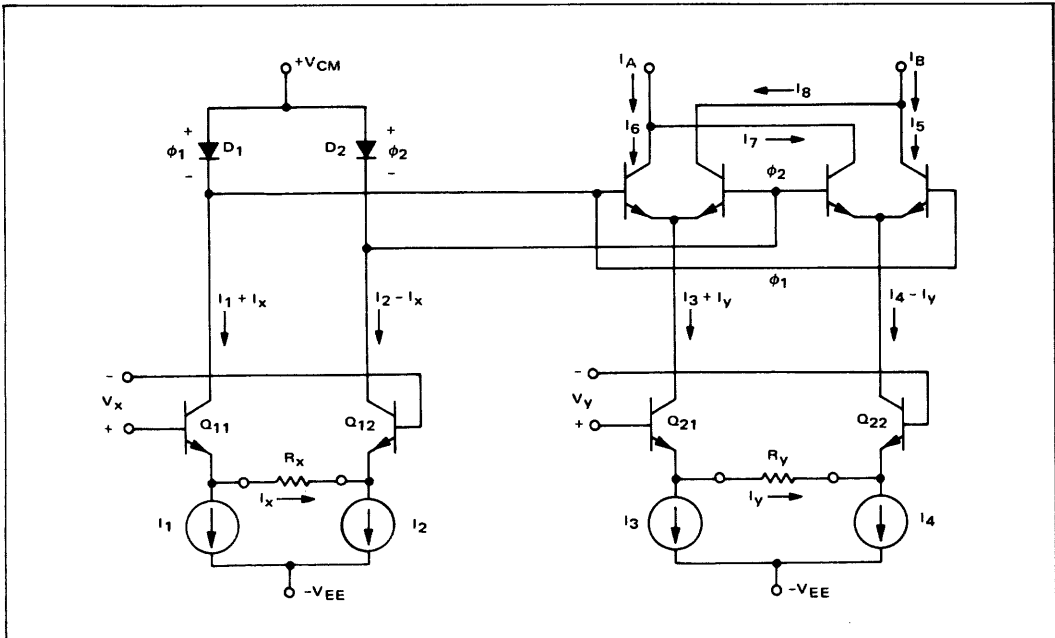 +VCM
IA
IB
I8
+
+
I6
I5
ϕ1
D1
D2
ϕ2
I7
-
-
ϕ2
ϕ1
I1 + Ix
I2 – Ix
I3 + Iy
I4 – Iy
-
-
Vx
Vy
+
Q11
Q12
+
Q21
Q22
Rx
Ry
Ix
Iy
I1
I2
I3
I4
-VEE
-VEE